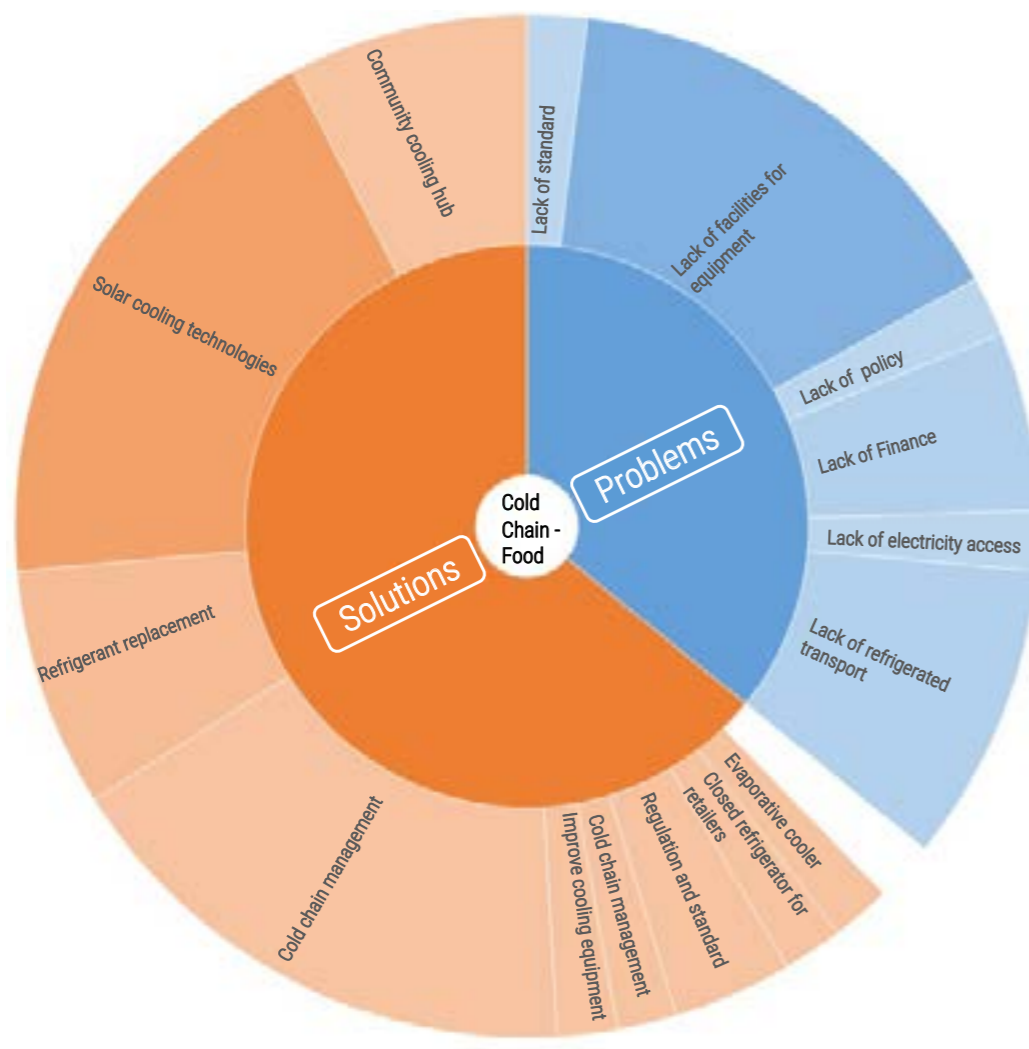 Cold
Chain -
Food
Problems
Lack of standard
Lack of facilities for
equipment
Lack of  policy
Lack of Finance
Lack of electricity access
Lack of refrigerated
transport
Solutions
Evaporative cooler
Closed refrigerator for
retailers
Regulation and standard
Cold chain management
Improve cooling equipment
Cold chain management
Refrigerant replacement
Solar cooling technologies
Community cooling hub